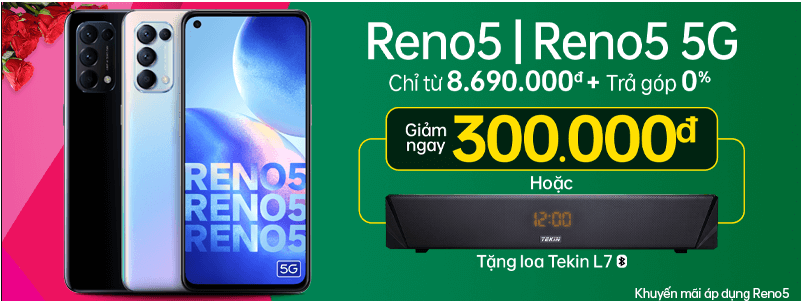 Reno5 | Reno5 5G
Chỉ từ 8.690.000đ + Trả góp 0%
Giảm ngay 300.000đ
Hoặc
12:00
TEKIN
Tặng loa Tekin L7
Khuyến mãi áp dụng Reno5
RENO5
RENO5
RENO5
5G